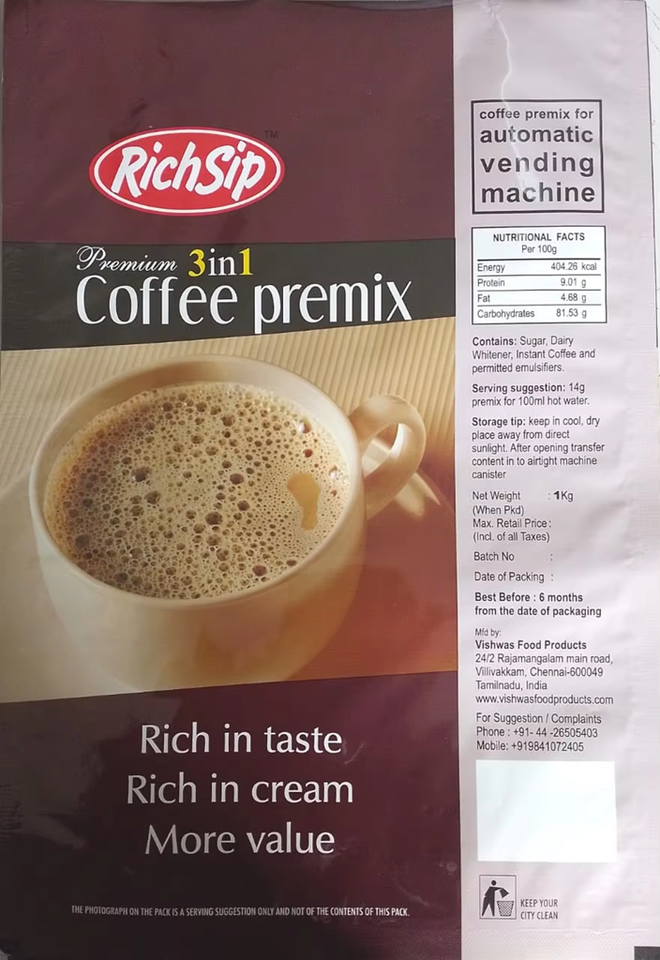 RichSip
TM
Premium 3in1
Coffee premix
Rich in taste
Rich in cream
More value
THE PHOTOGRAPH ON THE PACK IS A SERVING SUGGESTION ONLY AND NOT OF THE CONTENTS OF THIS PACK.
coffee premix for
automatic
vending
machine
NUTRITIONAL FACTS
Per 100g
Energy 404.26 kcal
Protein 9.01 g
Fat 4.68 g
Carbohydrates 81.53 g
Contains: Sugar, Dairy
Whitener, Instant Coffee and
permitted emulsifiers.
Serving suggestion: 14g
premix for 100ml hot water.
Storage tip: keep in cool, dry
place away from direct
sunlight. After opening transfer
content in to airtight machine
canister
Net Weight : 1Kg
(When Pkd)
Max. Retail Price :
(Incl. of all Taxes)
Batch No :
Date of Packing :
Best Before : 6 months
from the date of packaging
Mfd by:
Vishwas Food Products
24/2 Rajamangalam main road,
Villivakkam, Chennai-600049
Tamilnadu, India
www.vishwasfoodproducts.com
For Suggestion / Complaints
Phone : +91- 44 -26505403
Mobile: +919841072405
KEEP YOUR
CITY CLEAN